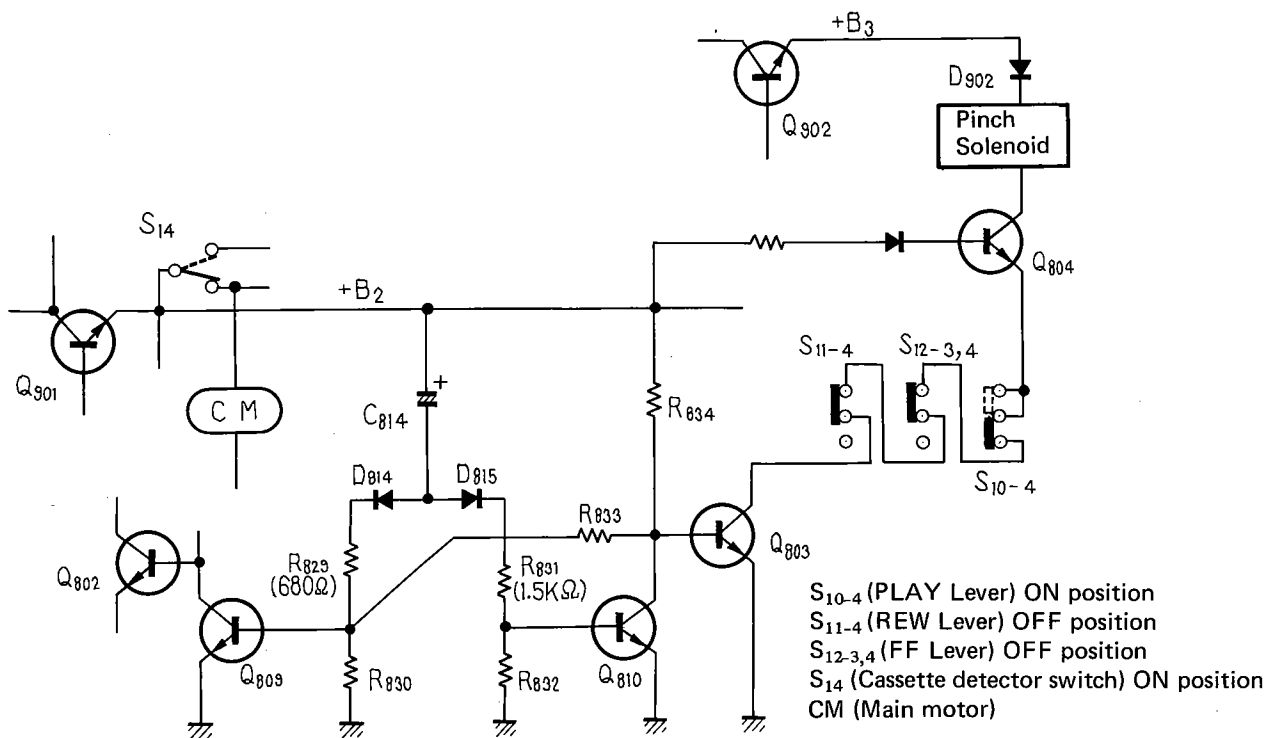 +B3
D902
Q902
Pinch
Solenoid
S14
Q804
+B2
Q901
CM
C814
+
R834
S11-4
S12-3,4
S10-4
D814
D815
R833
Q803
Q802
R829
(680Ω)
R831
(1.5KΩ)
Q809
R830
R832
Q810
S10-4 (PLAY Lever) ON position
S11-4 (REW Lever) OFF position
S12-3,4 (FF Lever) OFF position
S14 (Cassette detector switch) ON position
CM (Main motor)